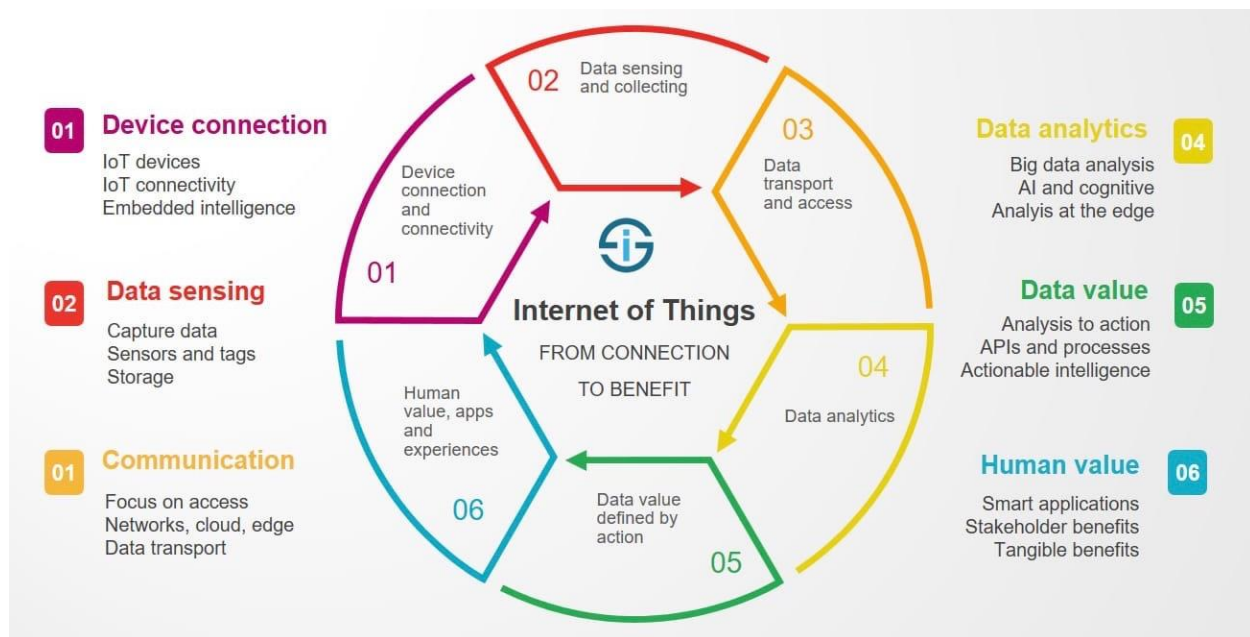 01
Device connection
IoT devices
IoT connectivity
Embedded intelligence
02
Data sensing
Capture data
Sensors and tags
Storage
01
Communication
Focus on access
Networks, cloud, edge
Data transport
Device
connection
and
connectivity
01
02
Data sensing
and collecting
03
Data
transport
and access
04
Data analytics
Data value
defined by
action
05
Human
value, apps
and
experiences
06
Internet of Things
FROM CONNECTION
TO BENEFIT
Data analytics
04
Big data analysis
AI and cognitive
Analyis at the edge
Data value
05
Analysis to action
APIs and processes
Actionable intelligence
Human value
06
Smart applications
Stakeholder benefits
Tangible benefits